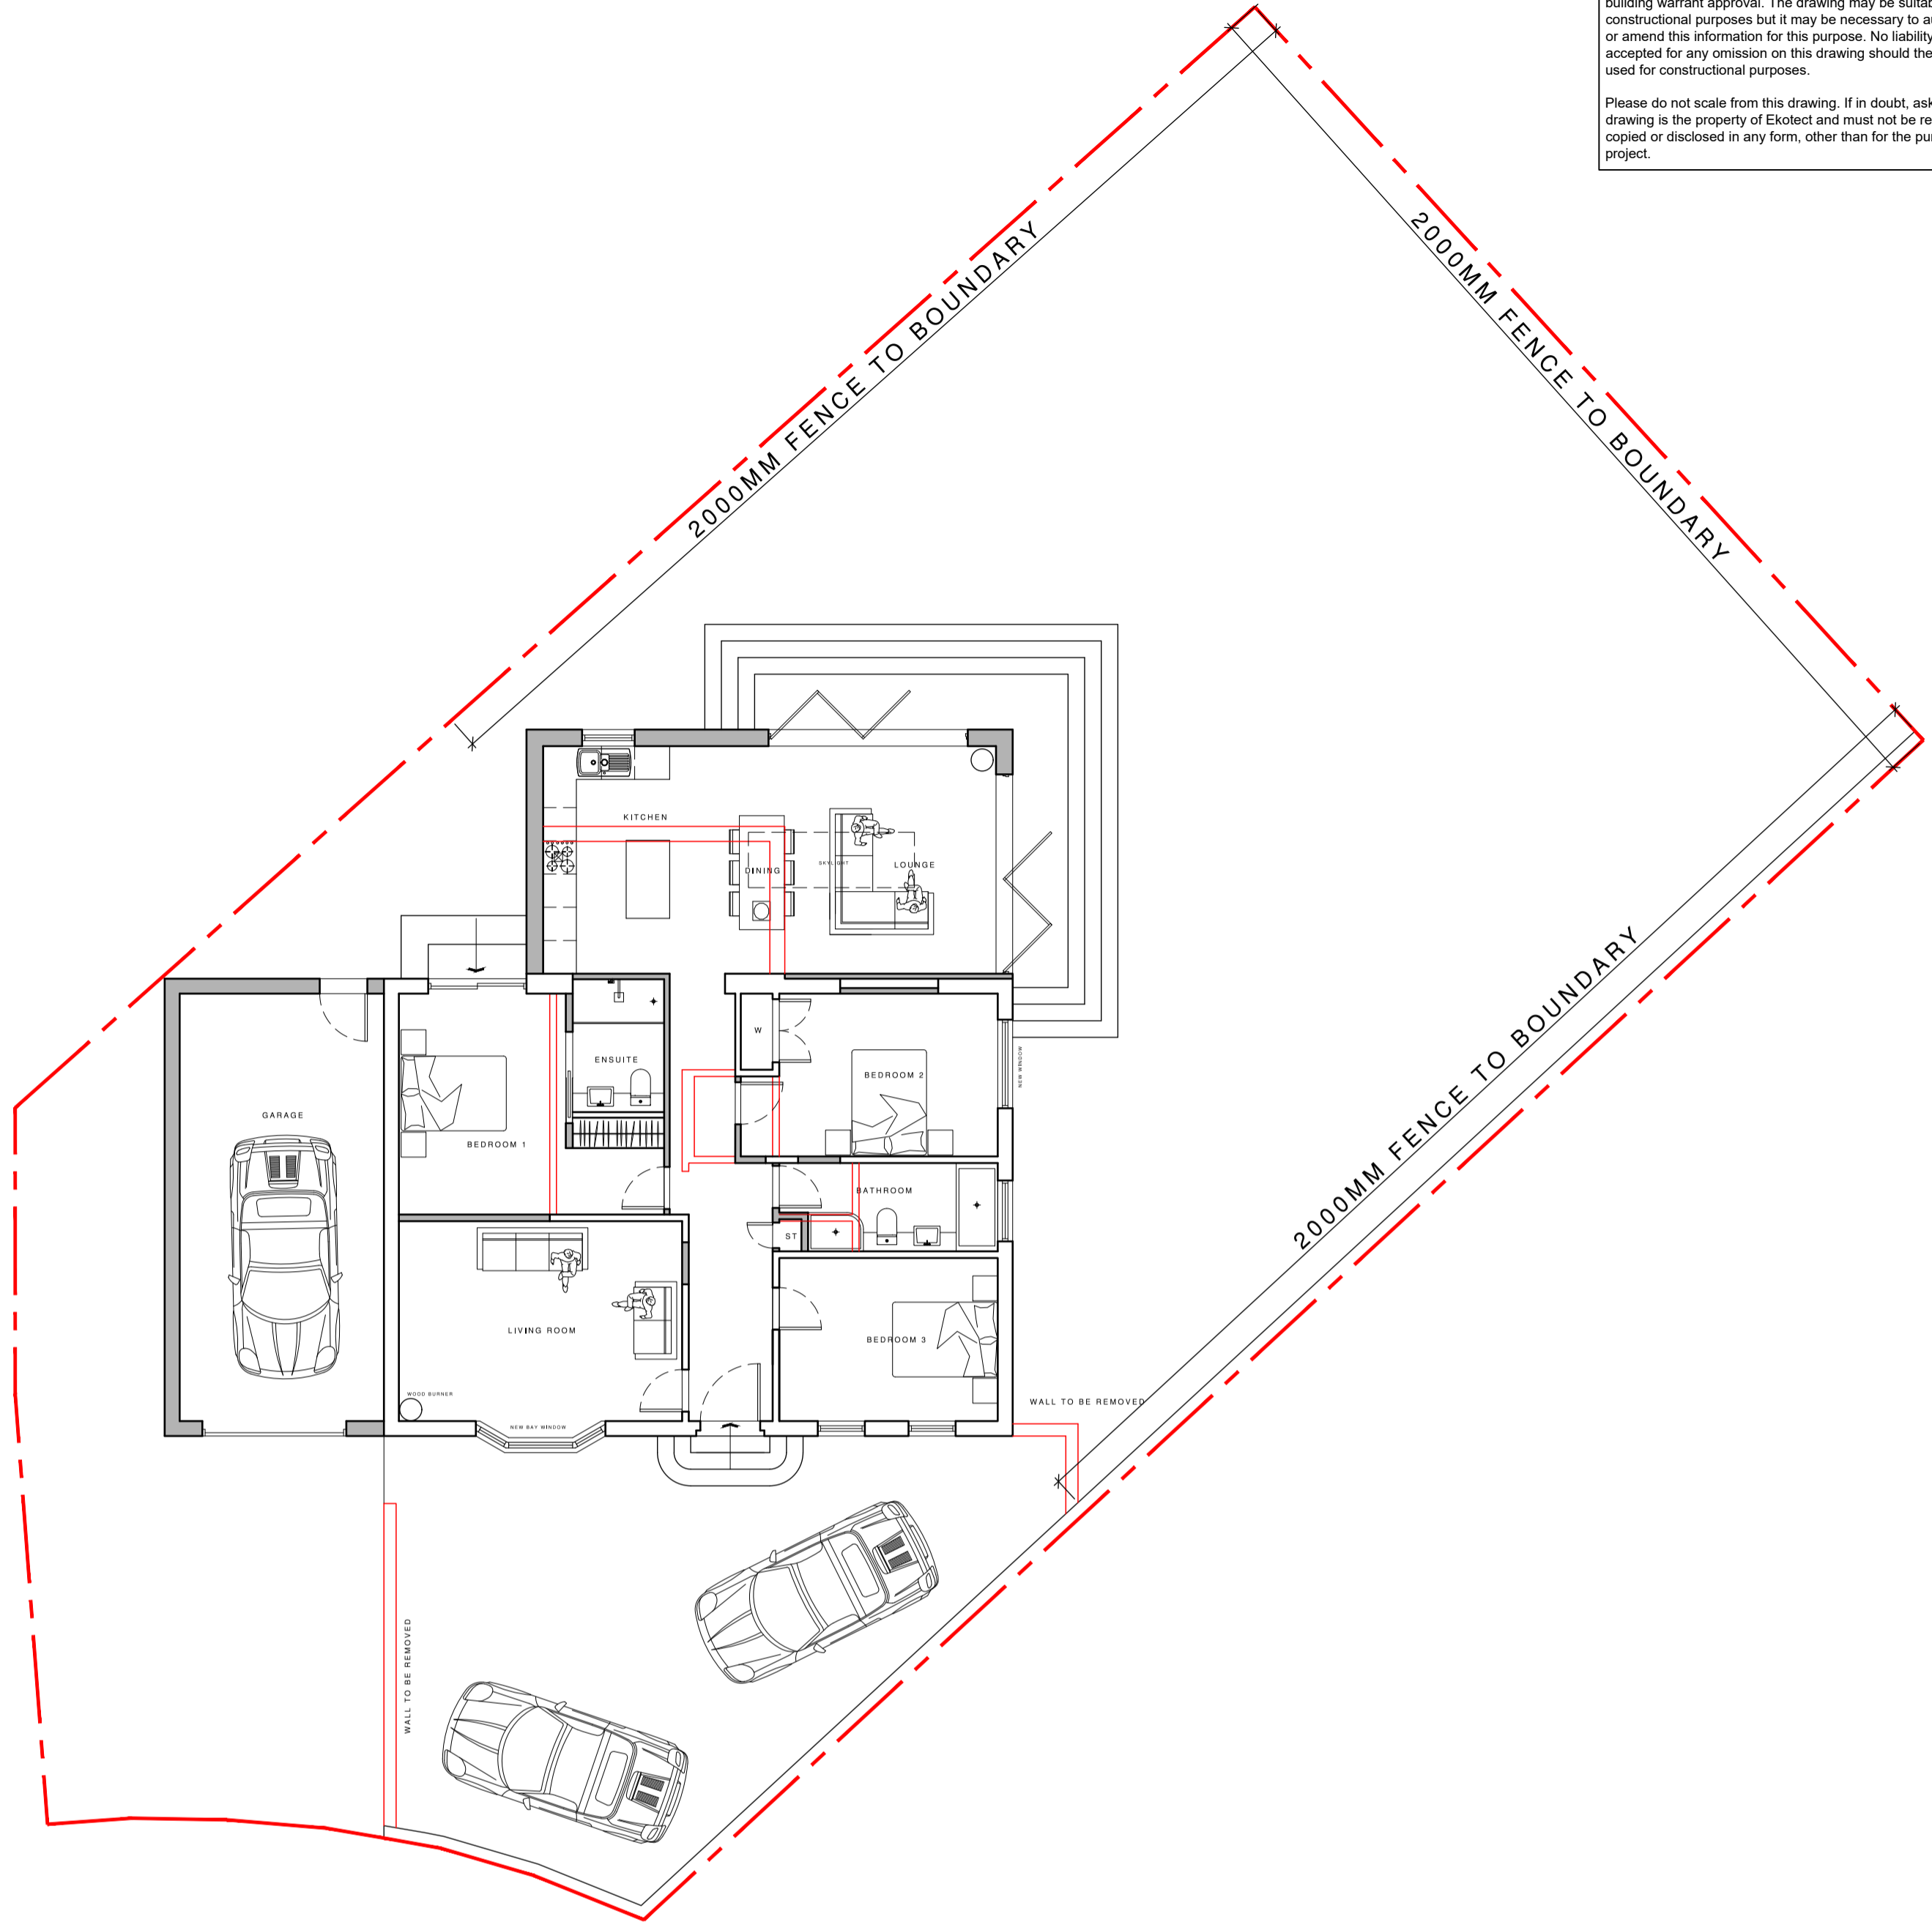 building warrant approval. The drawing may be
constructional purposes but it may be necessary to
or amend this information for this purpose. No liability
accepted for any omission on this drawing should the
used for constructional purposes.
Please do not scale from this drawing. If in doubt, ask
drawing is the property of Ekotect and must not be
copied or disclosed in any form, other than for the
project.
2000MM FENCE TO BOUNDARY
2000MM FENCE TO BOUNDARY
2000MM FENCE TO BOUNDARY
KITCHEN
DINING
SKYLIGHT
LOUNGE
W
ENSUITE
BEDROOM 2
NEW WINDOW
GARAGE
BEDROOM 1
BATHROOM
ST
LIVING ROOM
BEDROOM 3
WOOD BURNER
NEW BAY WINDOW
WALL TO BE REMOVED
WALL TO BE REMOVED